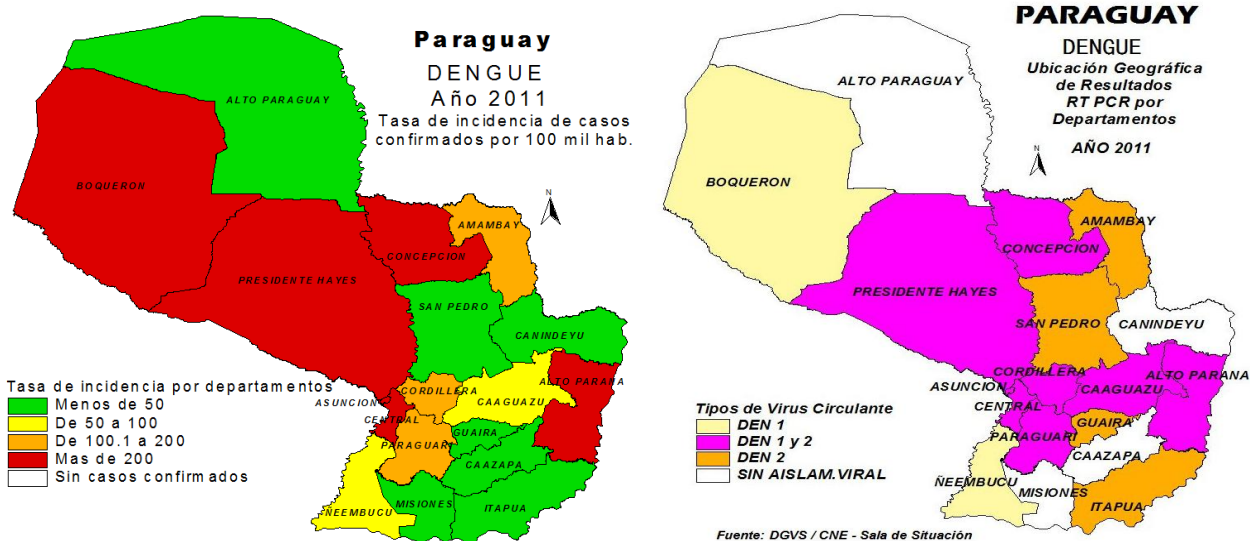 Paraguay
DENGUE
Año 2011
Tasa de incidencia de casos
confirmados por 100 mil hab.
N
ALTO PARAGUAY
BOQUERON
AMAMBAY
CONCEPCION
PRESIDENTE HAYES
SAN PEDRO
CANINDEYU
ALTO PARANA
CORDILLERA
CAAGUAZU
ASUNCION
CENTRAL
GUAIRA
PARAGUARI
CAAZAPA
MISIONES
ITAPUA
ÑEEMBUCU
Tasa de incidencia por departamentos
Menos de 50
De 50 a 100
De 100.1 a 200
Mas de 200
Sin casos confirmados
PARAGUAY
DENGUE
Ubicación Geográfica
de Resultados
RT PCR por
Departamentos
AÑO 2011
N
ALTO PARAGUAY
BOQUERON
AMAMBAY
CONCEPCION
PRESIDENTE HAYES
SAN PEDRO
CANINDEYU
CORDILLERA
ALTO PARANA
ASUNCION
CAAGUAZU
CENTRAL
GUAIRA
PARAGUARI
CAAZAPA
ÑEEMBUCU
MISIONES
ITAPUA
Tipos de Virus Circulante
DEN 1
DEN 1 y 2
DEN 2
SIN AISLAM.VIRAL
Fuente: DGVS / CNE - Sala de Situación